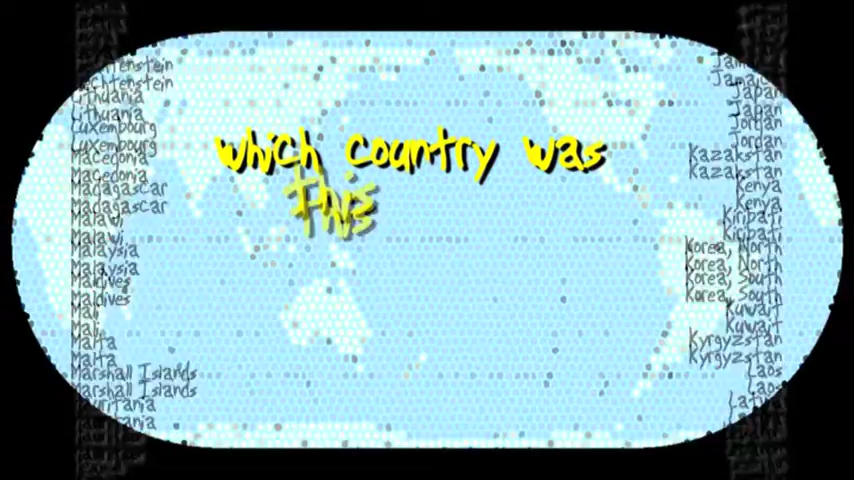 which country was
this
Liechtenstein
Liechtenstein
Lithuania
Lithuania
Luxembourg
Luxembourg
Macedonia
Macedonia
Madagascar
Madagascar
Malawi
Malawi
Malaysia
Malaysia
Maldives
Maldives
Mali
Mali
Malta
Malta
Marshall Islands
Marshall Islands
Mauritania
Mauritania
Jamaica
Jamaica
Japan
Japan
Jordan
Jordan
Kazakstan
Kazakstan
Kenya
Kenya
Kiribati
Kiribati
Korea, North
Korea, North
Korea, South
Korea, South
Kuwait
Kuwait
Kyrgyzstan
Kyrgyzstan
Laos
Laos
Latvia